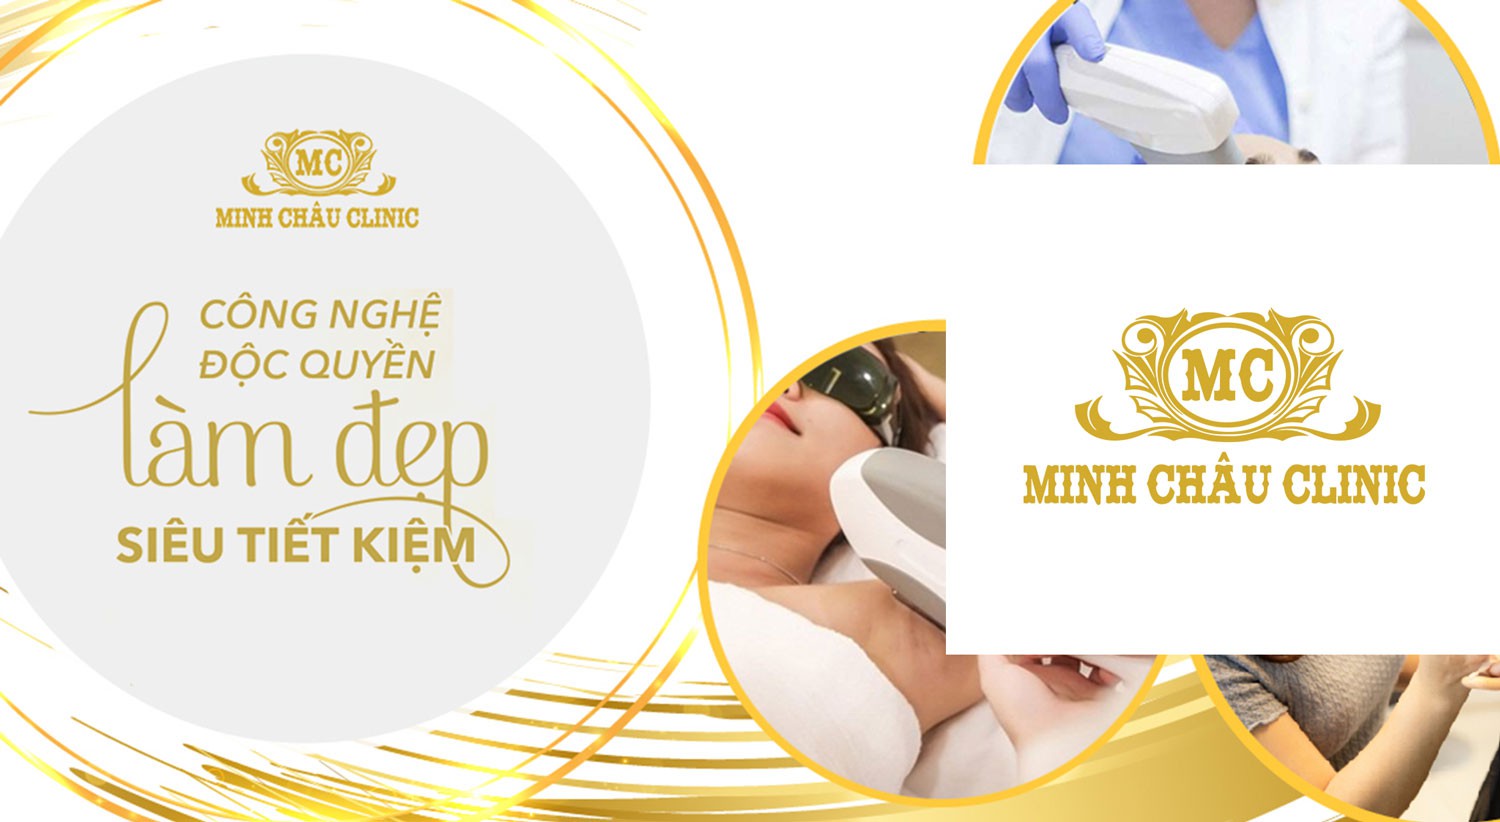 MC
MINH CHÂU CLINIC
CÔNG NGHỆ
ĐỘC QUYỀN
làm đẹp
SIÊU TIẾT KIỆM
MC
MINH CHÂU CLINIC